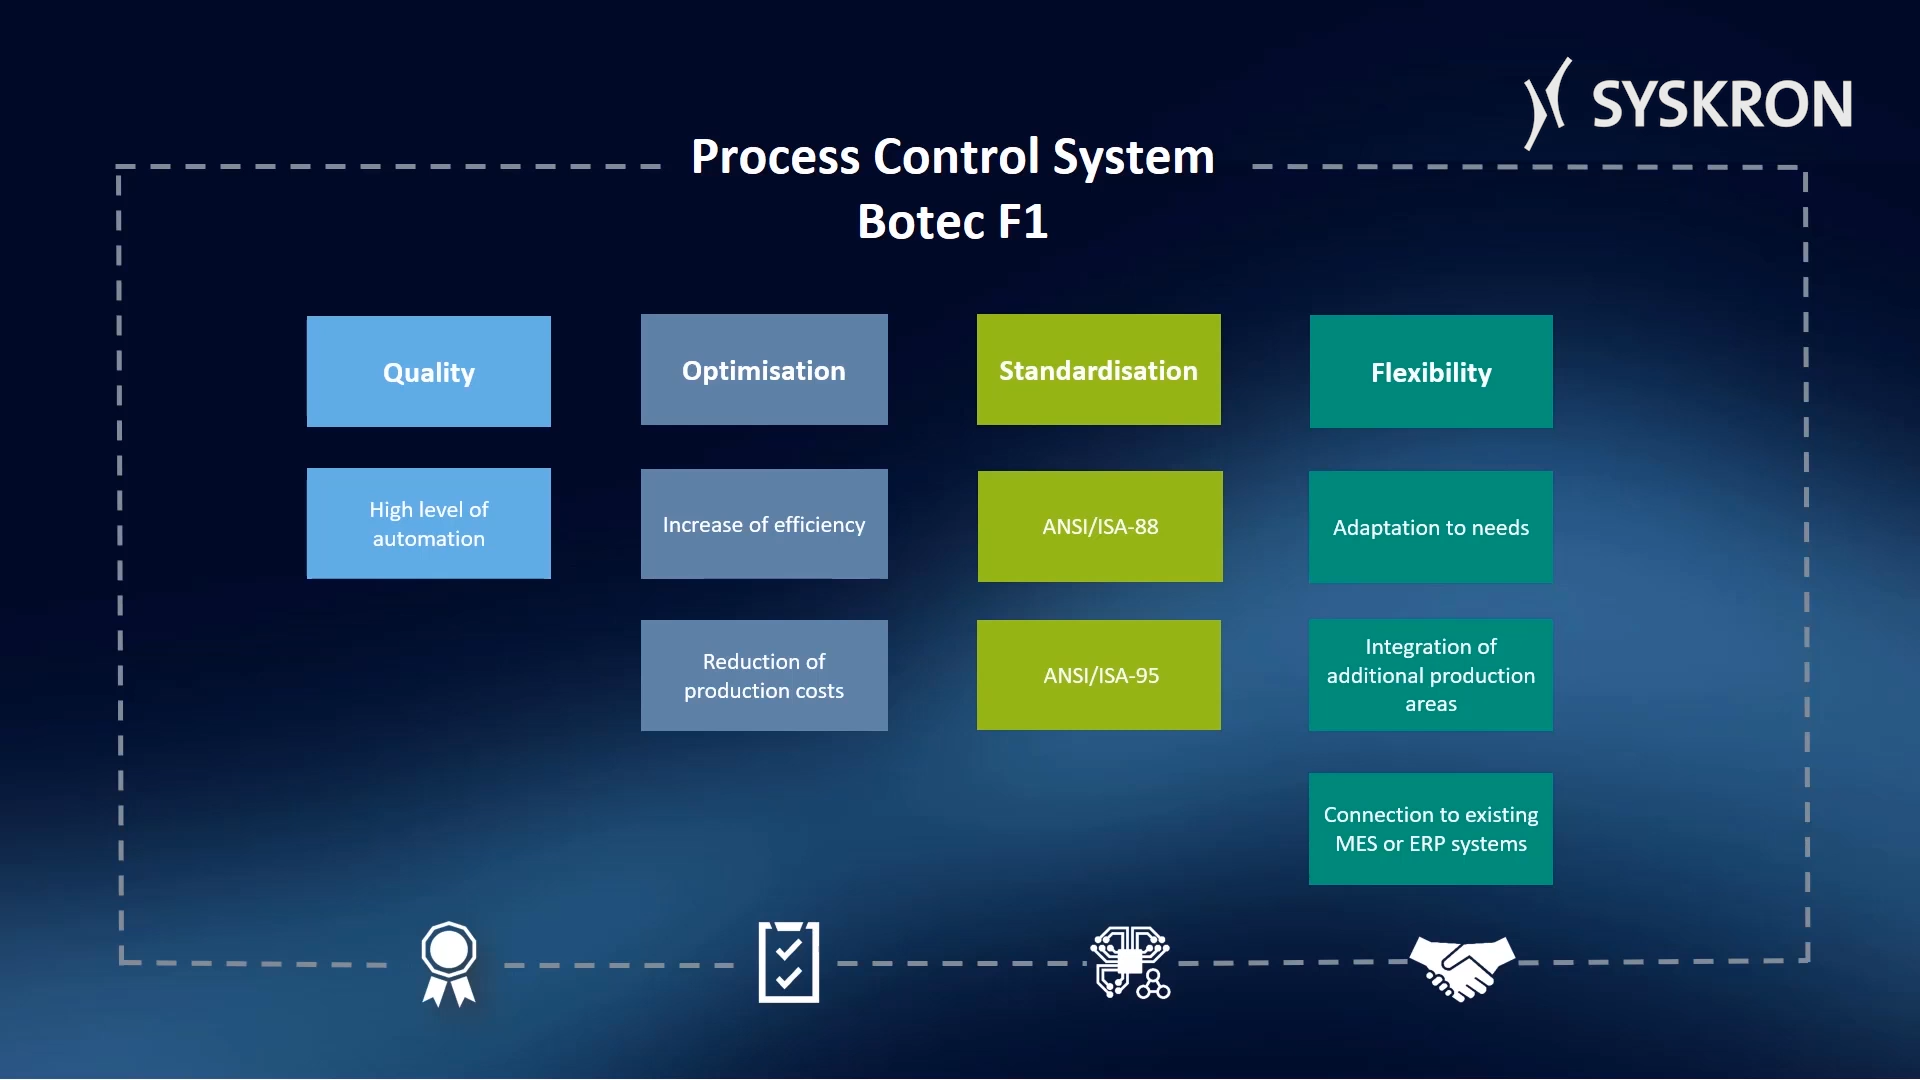 SYSKRON
Process Control System
Botec F1
Quality
Optimisation
Standardisation
Flexibility
High level of
automation
Increase of efficiency
ANSI/ISA-88
Adaptation to needs
Reduction of
production costs
ANSI/ISA-95
Integration of
additional production
areas
Connection to existing
MES or ERP systems